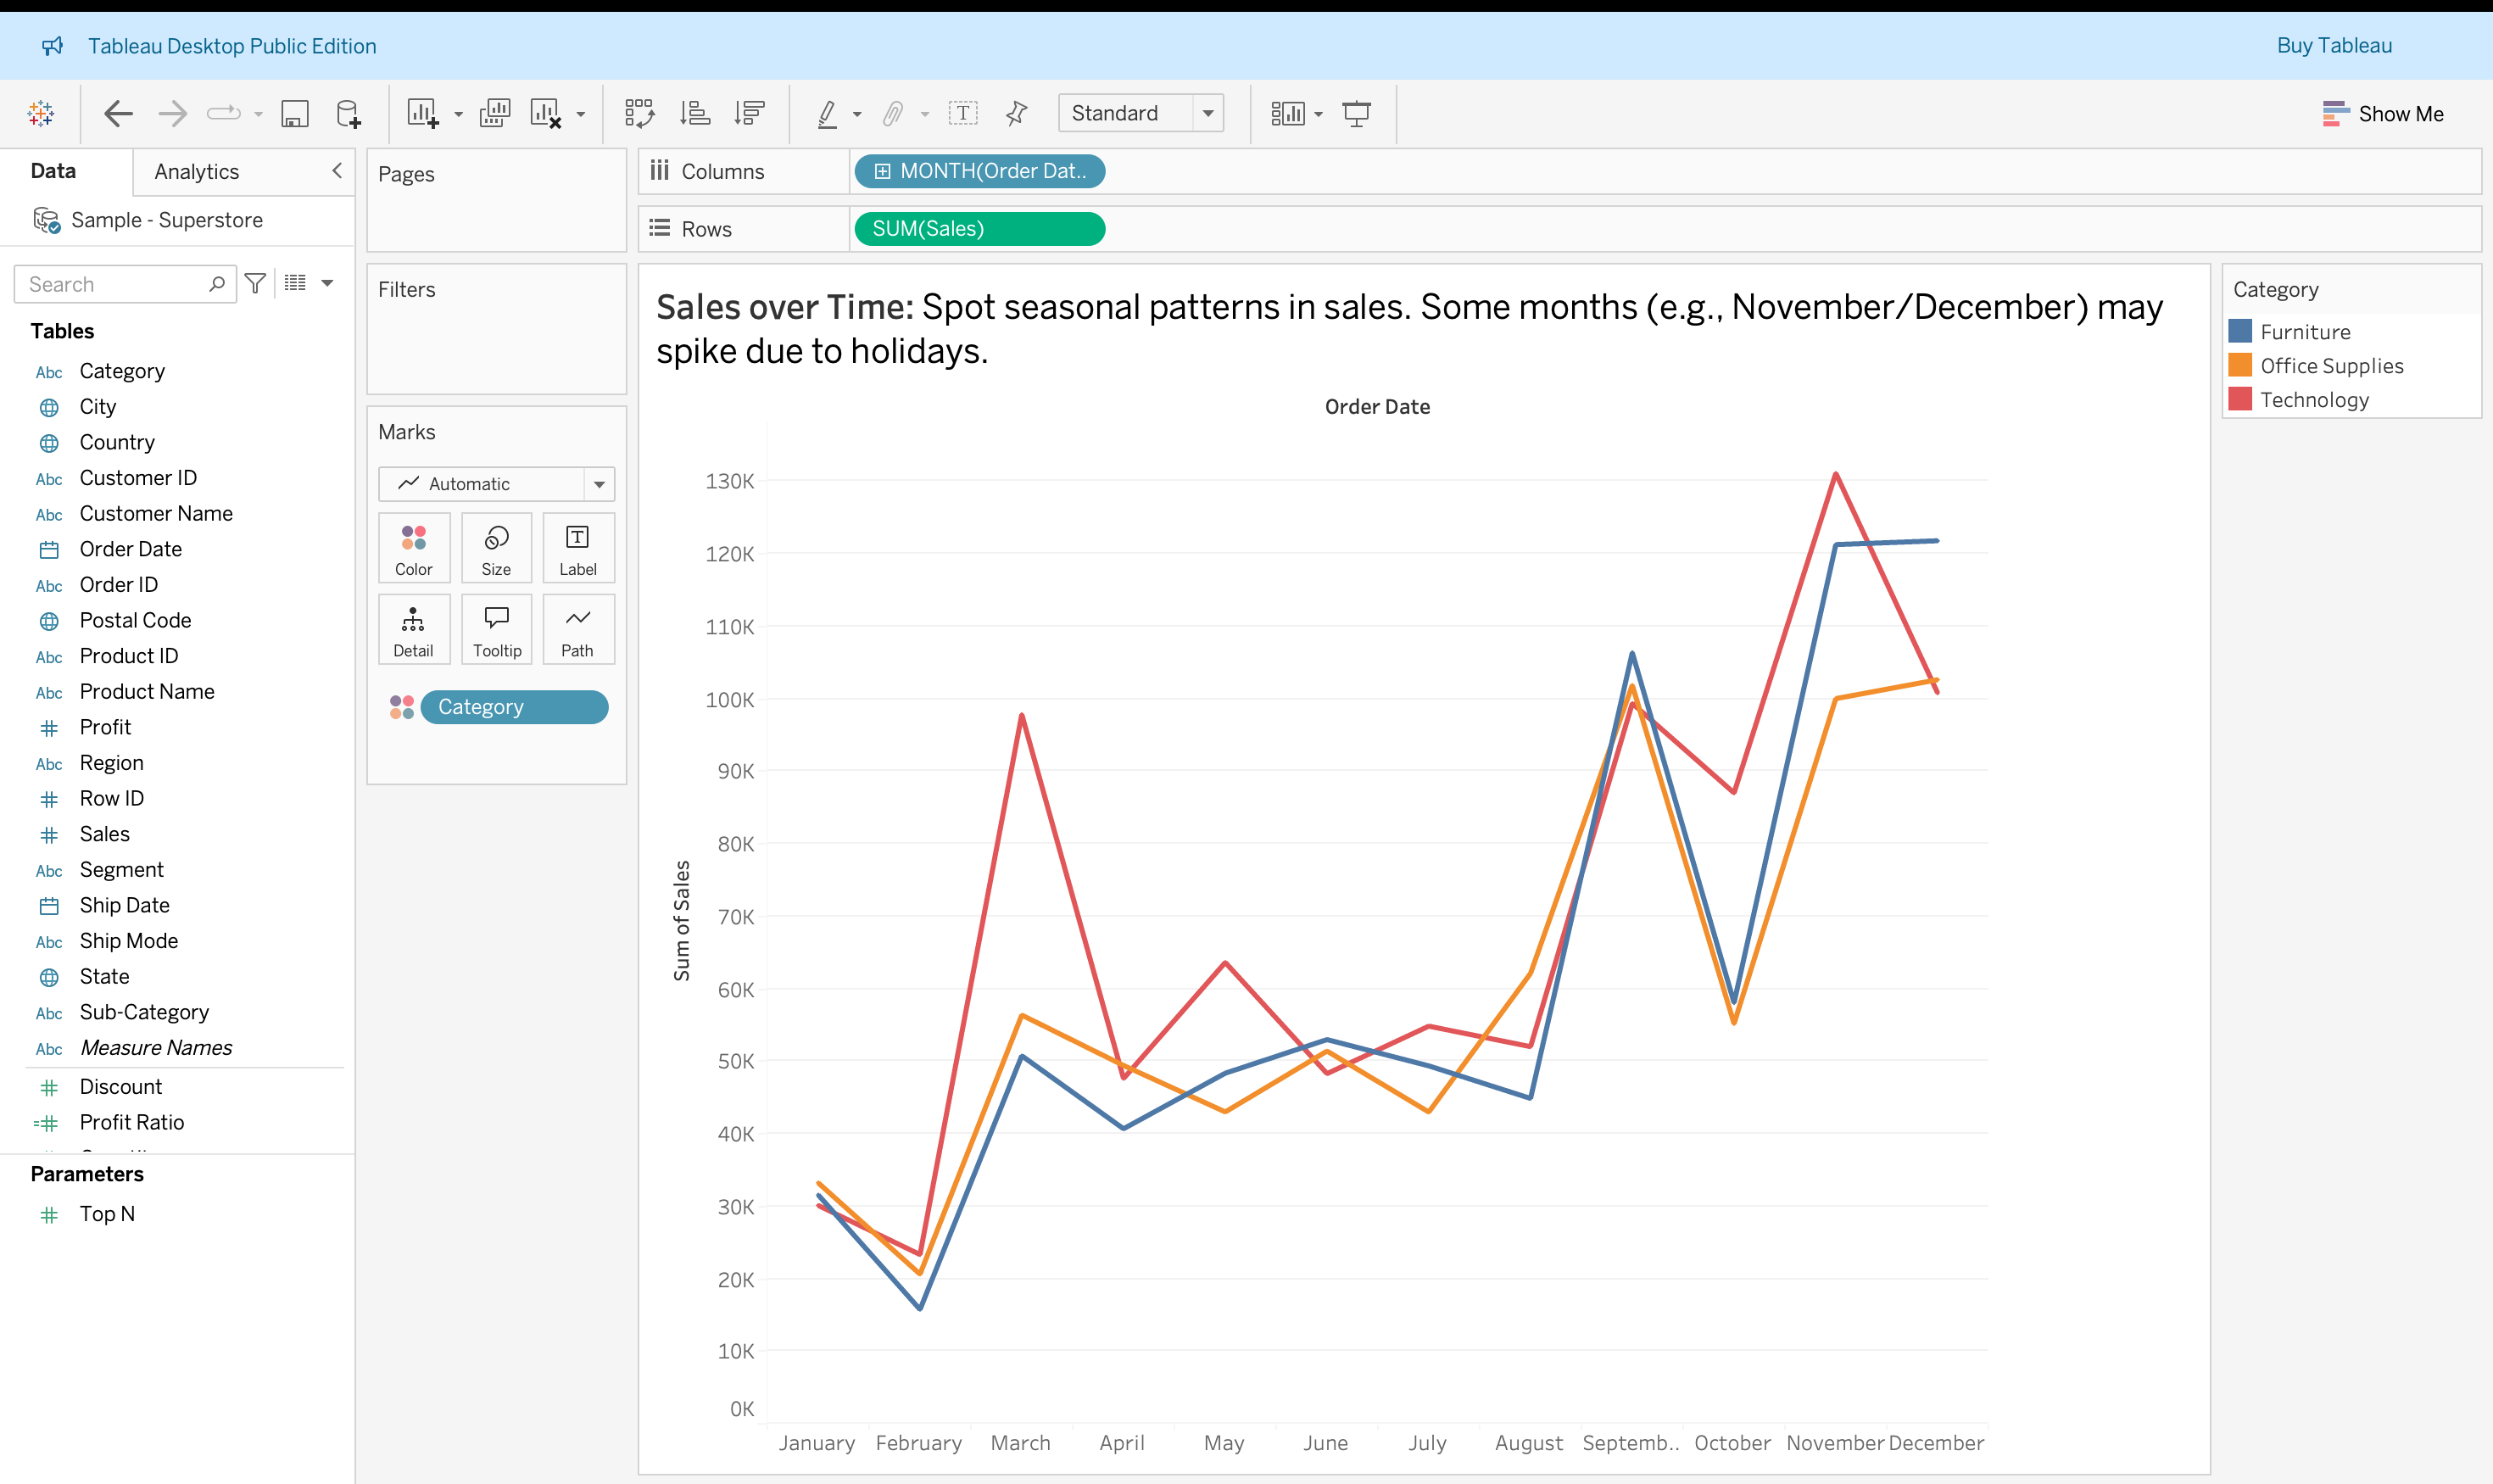 Tableau Desktop Public Edition
Buy Tableau
Standard
Show Me
Data
Analytics
Sample - Superstore
Search
Tables
Abc Category
City
Country
Abc Customer ID
Abc Customer Name
Order Date
Abc Order ID
Postal Code
Abc Product ID
Abc Product Name
# Profit
Abc Region
# Row ID
# Sales
Abc Segment
Ship Date
Abc Ship Mode
State
Abc Sub-Category
Abc Measure Names
# Discount
=# Profit Ratio
Parameters
# Top N
Pages
Filters
Marks
Automatic
Color
Size
Label
Detail
Tooltip
Path
Category
Columns
MONTH(Order Dat..
Rows
SUM(Sales)
Sales over Time: Spot seasonal patterns in sales. Some months (e.g., November/December) may
spike due to holidays.
Order Date
130K
120K
110K
100K
90K
80K
70K
60K
50K
40K
30K
20K
10K
0K
Sum of Sales
January
February
March
April
May
June
July
August
Septemb..
October
November
December
Category
Furniture
Office Supplies
Technology